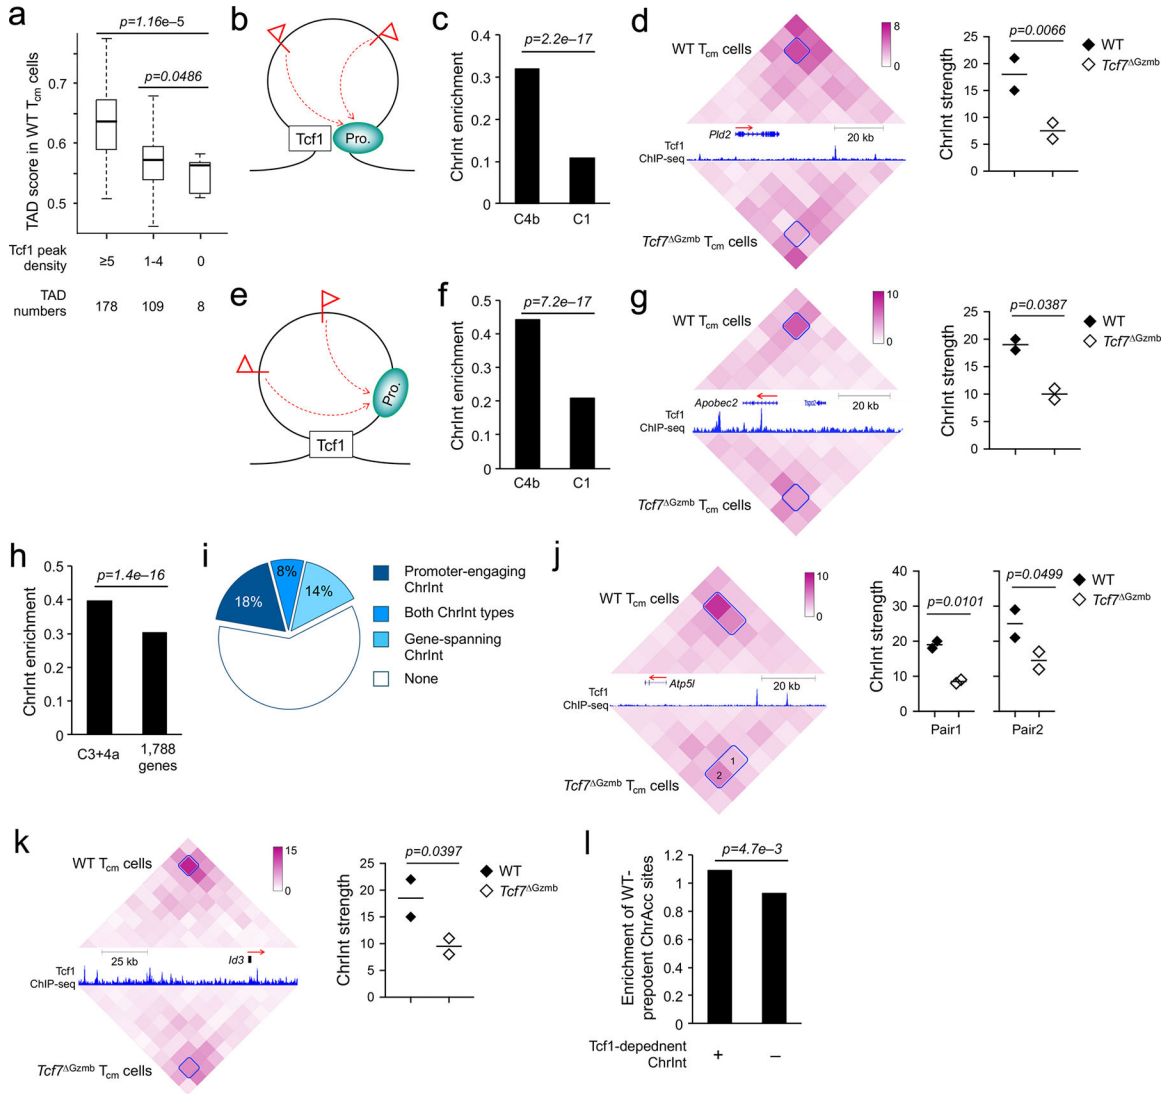 a
p=1.16e–5
p=0.0486
TAD score in WT Tcm cells
0.7
0.6
0.5
Tcf1 peak
density
≥5
1-4
0
TAD
numbers
178
109
8
b
Tcf1
Pro.
c
p=2.2e–17
ChrInt enrichment
0.4
0.3
0.2
0.1
0
C4b
C1
d
WT Tcm cells
8
0
Pld2
20 kb
Tcf1
ChIP-seq
Tcf7ΔGzmb Tcm cells
p=0.0066
WT
Tcf7ΔGzmb
ChrInt strength
25
20
15
10
5
0
e
Pro.
Tcf1
f
p=7.2e–17
ChrInt enrichment
0.5
0.4
0.3
0.2
0.1
0
C4b
C1
g
WT Tcm cells
10
0
Apobec2
Tspo2
20 kb
Tcf1
ChIP-seq
Tcf7ΔGzmb Tcm cells
p=0.0387
WT
Tcf7ΔGzmb
ChrInt strength
25
20
15
10
5
0
h
p=1.4e–16
ChrInt enrichment
0.5
0.4
0.3
0.2
0.1
0
C3+4a
1,788
genes
i
18%
8%
14%
Promoter-engaging
ChrInt
Both ChrInt types
Gene-spanning
ChrInt
None
j
WT Tcm cells
10
0
Atp5l
20 kb
Tcf1
ChIP-seq
1
2
Tcf7ΔGzmb Tcm cells
p=0.0101
p=0.0499
WT
Tcf7ΔGzmb
ChrInt strength
40
30
20
10
0
Pair1
Pair2
k
WT Tcm cells
15
0
25 kb
Id3
Tcf1
ChIP-seq
Tcf7ΔGzmb Tcm cells
p=0.0397
WT
Tcf7ΔGzmb
ChrInt strength
25
20
15
10
5
0
l
p=4.7e–3
Enrichment of WT-
prepotent ChrAcc sites
1.2
1
0.8
0.6
0.4
0.2
0
Tcf1-depednent
ChrInt
+
–